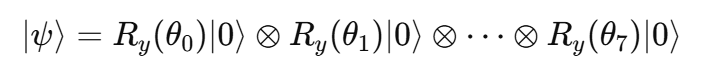 |ψ⟩ = R_y(θ_0)|0⟩ ⊗ R_y(θ_1)|0⟩ ⊗ ⋯ ⊗ R_y(θ_7)|0⟩